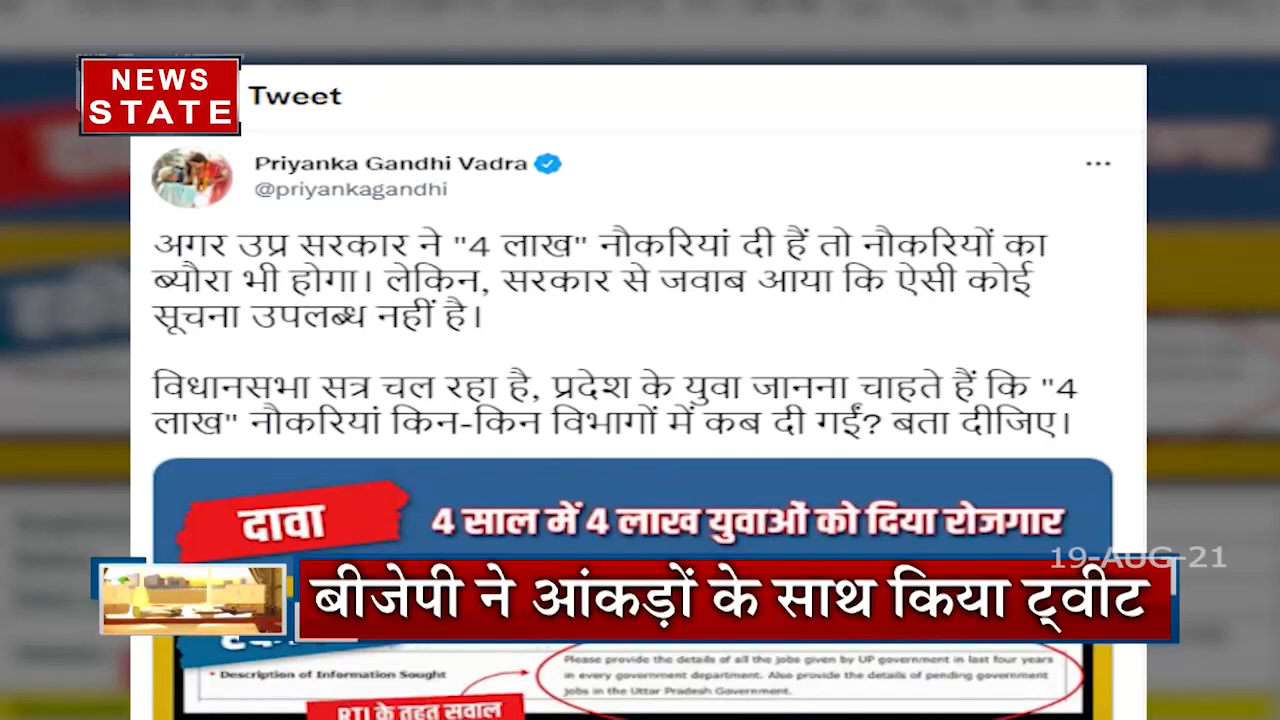 NEWS
STATE
Tweet
Priyanka Gandhi Vadra
@priyankagandhi
अगर उप्र सरकार ने "4 लाख" नौकरियां दी हैं तो नौकरियों का
ब्यौरा भी होगा। लेकिन, सरकार से जवाब आया कि ऐसी कोई
सूचना उपलब्ध नहीं है।
विधानसभा सत्र चल रहा है, प्रदेश के युवा जानना चाहते हैं कि "4
लाख" नौकरियां किन-किन विभागों में कब दी गईं? बता दीजिए।
दावा
4 साल में 4 लाख युवाओं को दिया रोजगार
19-AUG-21
बीजेपी ने आंकड़ों के साथ किया ट्वीट
Please provide the details of all the jobs given by UP government in last four years
• Description of Information Sought
in every government department. Also provide the details of pending government
jobs in the Uttar Pradesh Government.
RTI के तहत सवाल